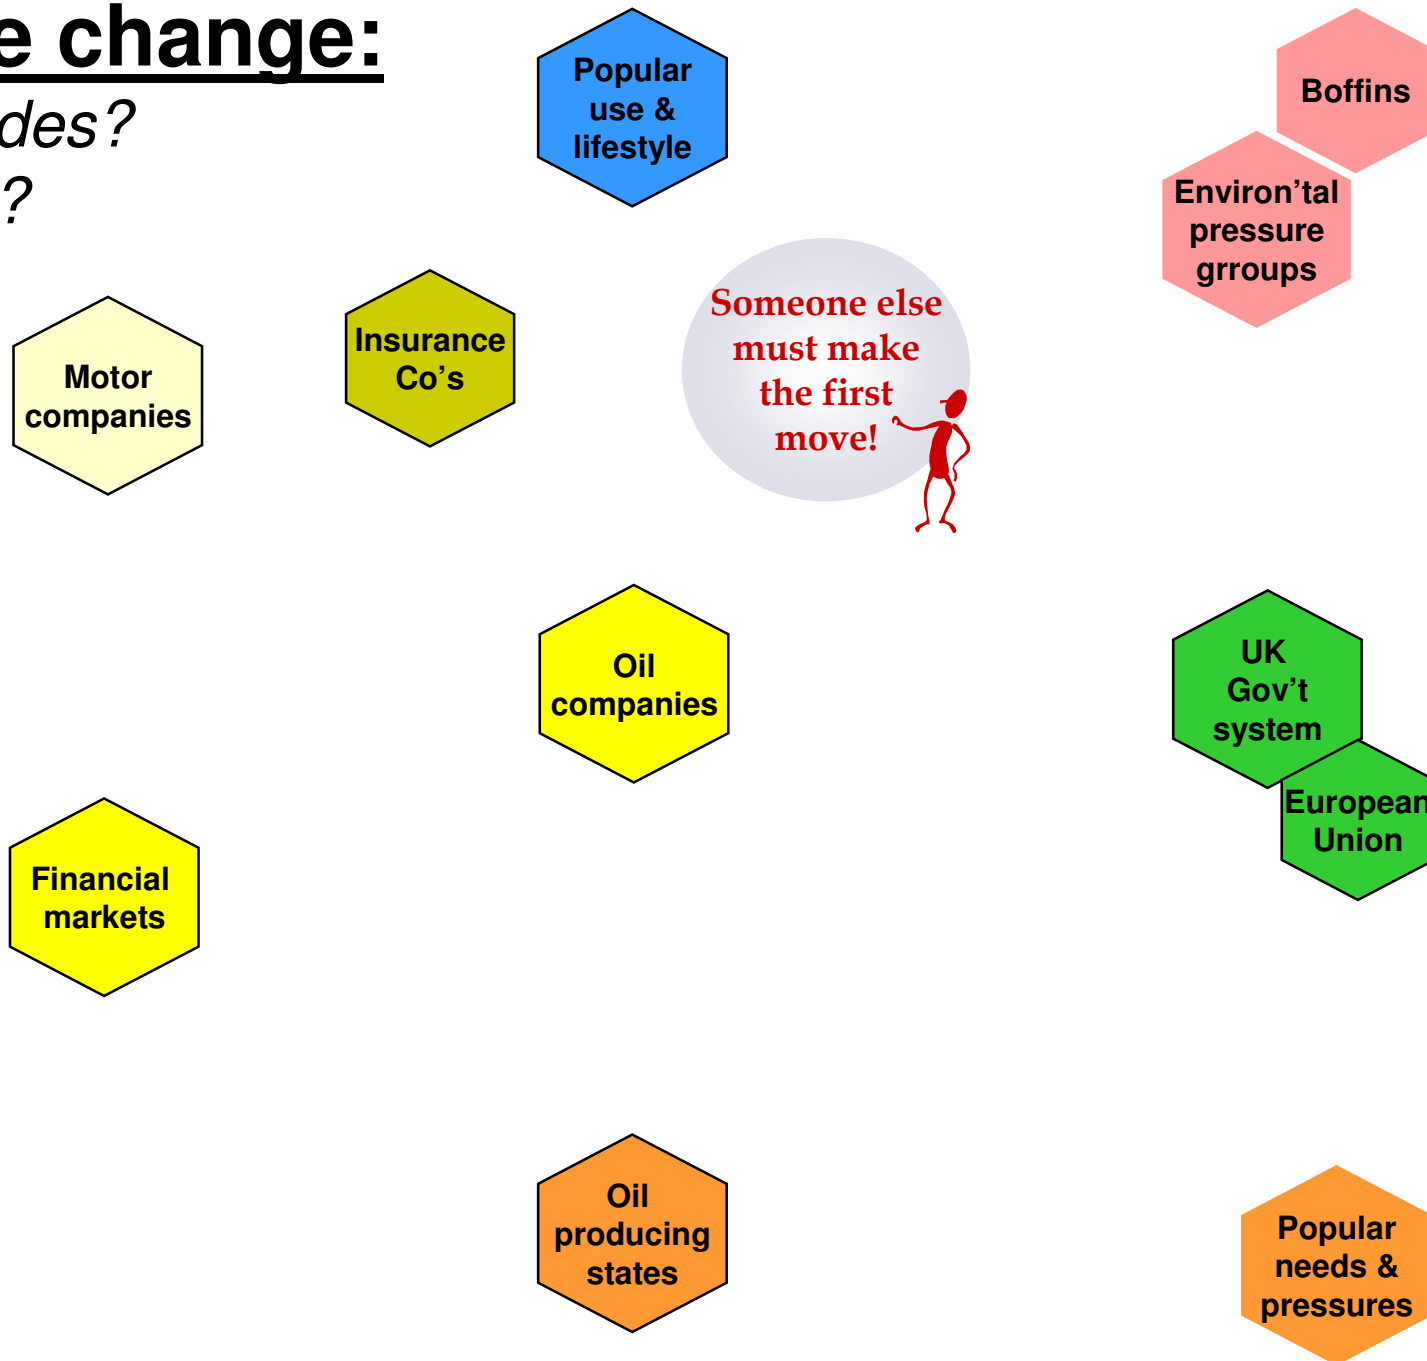 e change:
des?
?
Popular
use &
lifestyle
Boffins
Environ'tal
pressure
grroups
Motor
companies
Insurance
Co's
Someone else
must make
the first
move!
Oil
companies
UK
Gov't
system
European
Union
Financial
markets
Oil
producing
states
Popular
needs &
pressures